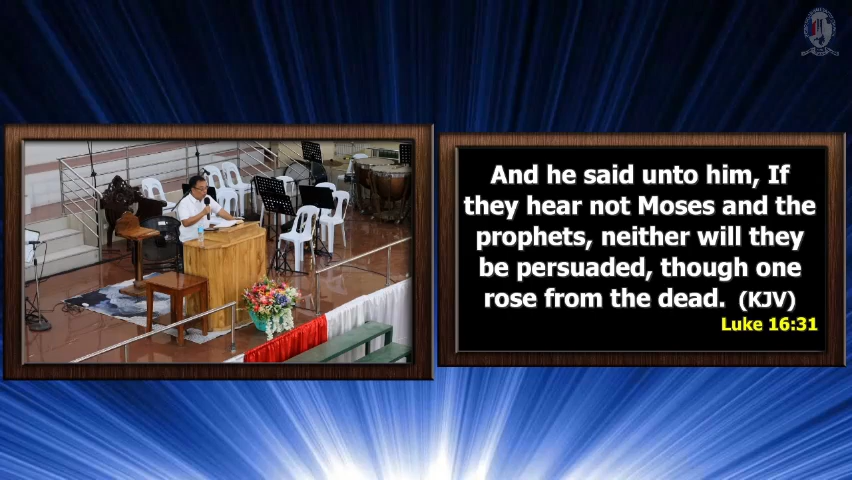 And he said unto him, If
they hear not Moses and the
prophets, neither will they
be persuaded, though one
rose from the dead. (KJV)
Luke 16:31